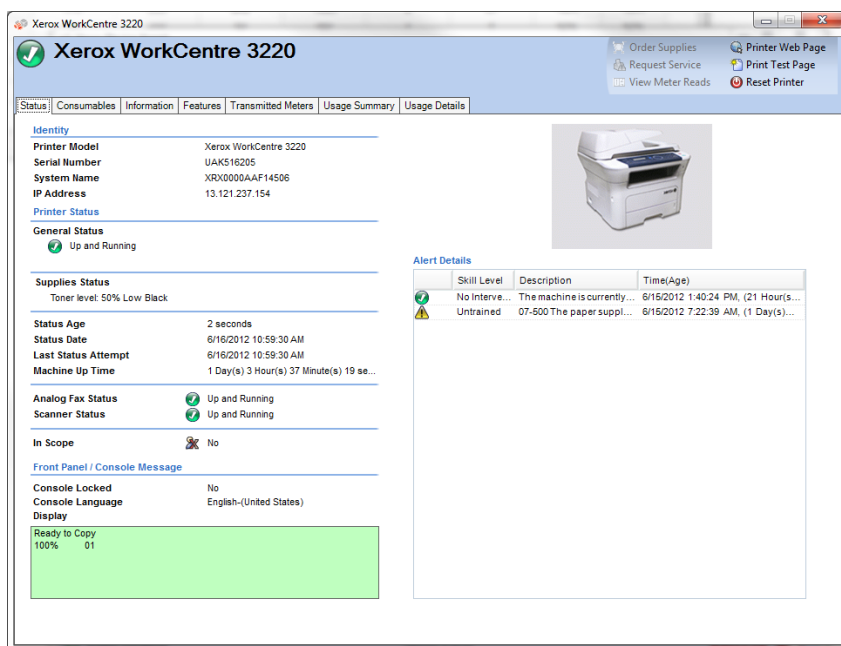 Xerox WorkCentre 3220
Xerox WorkCentre 3220
Order Supplies
Printer Web Page
Request Service
Print Test Page
View Meter Reads
Reset Printer
Status Consumables Information Features Transmitted Meters Usage Summary Usage Details
Identity
Printer Model Xerox WorkCentre 3220
Serial Number UAK516205
System Name XRX0000AAF14506
IP Address 13.121.237.154
Printer Status
General Status
Up and Running
Supplies Status
Toner level: 50% Low Black
Status Age 2 seconds
Status Date 6/16/2012 10:59:30 AM
Last Status Attempt 6/16/2012 10:59:30 AM
Machine Up Time 1 Day(s) 3 Hour(s) 37 Minute(s) 19 se...
Analog Fax Status Up and Running
Scanner Status Up and Running
In Scope No
Front Panel / Console Message
Console Locked No
Console Language English-(United States)
Display
Ready to Copy
100% 01
Alert Details
Skill Level Description Time(Age)
No Interve... The machine is currently... 6/15/2012 1:40:24 PM, (21 Hour(s...
Untrained 07-500 The paper suppl... 6/15/2012 7:22:39 AM, (1 Day(s)...